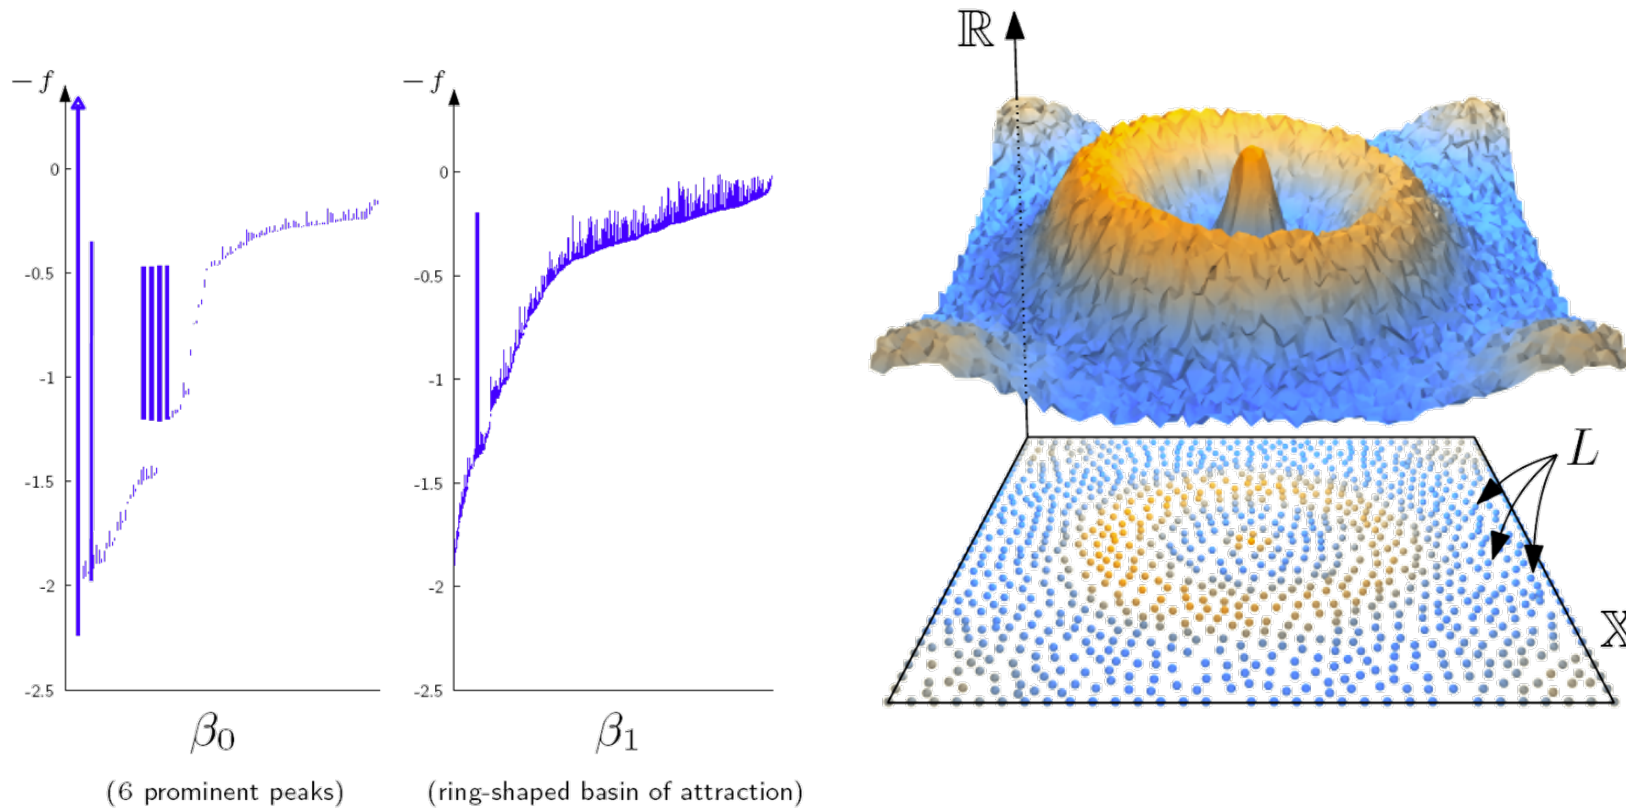 − f
0
-0.5
-1
-1.5
-2
-2.5
β₀
(6 prominent peaks)
− f
0
-0.5
-1
-1.5
-2
-2.5
β₁
(ring-shaped basin of attraction)
ℝ
L
𝕏